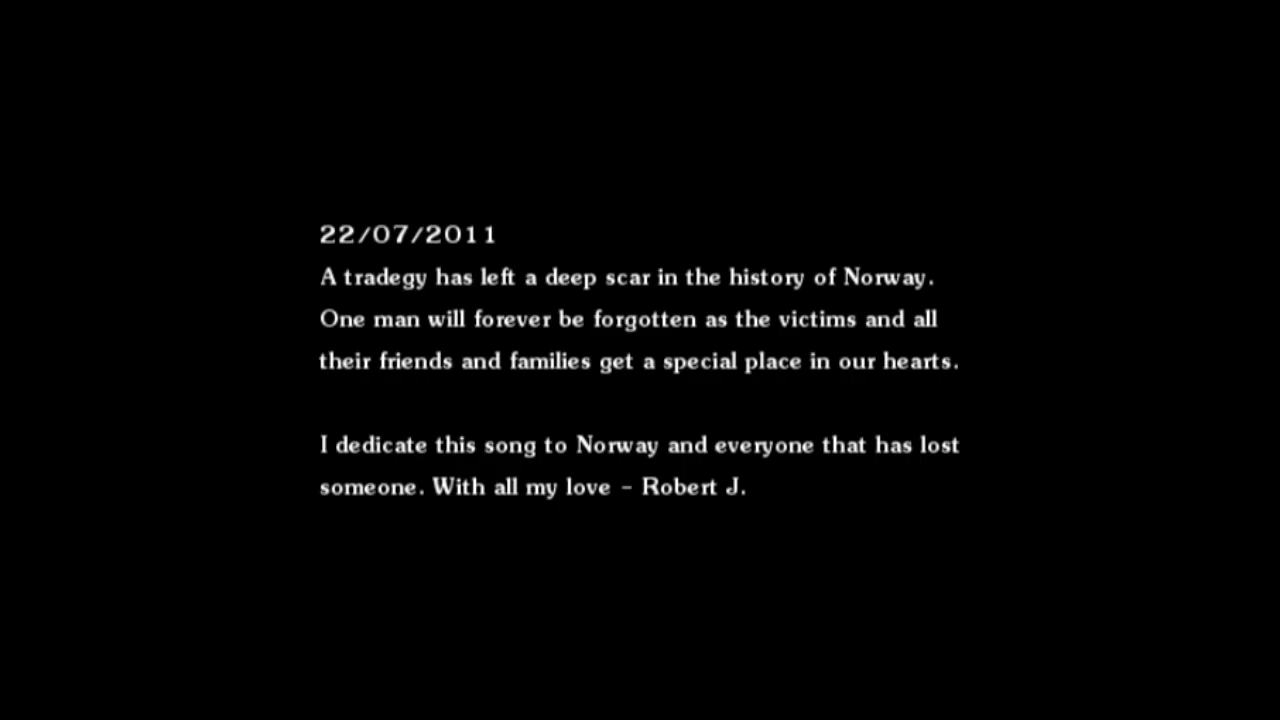 22/07/2011
A tradegy has left a deep scar in the history of Norway.
One man will forever be forgotten as the victims and all
their friends and families get a special place in our hearts.
I dedicate this song to Norway and everyone that has lost
someone. With all my love - Robert J.